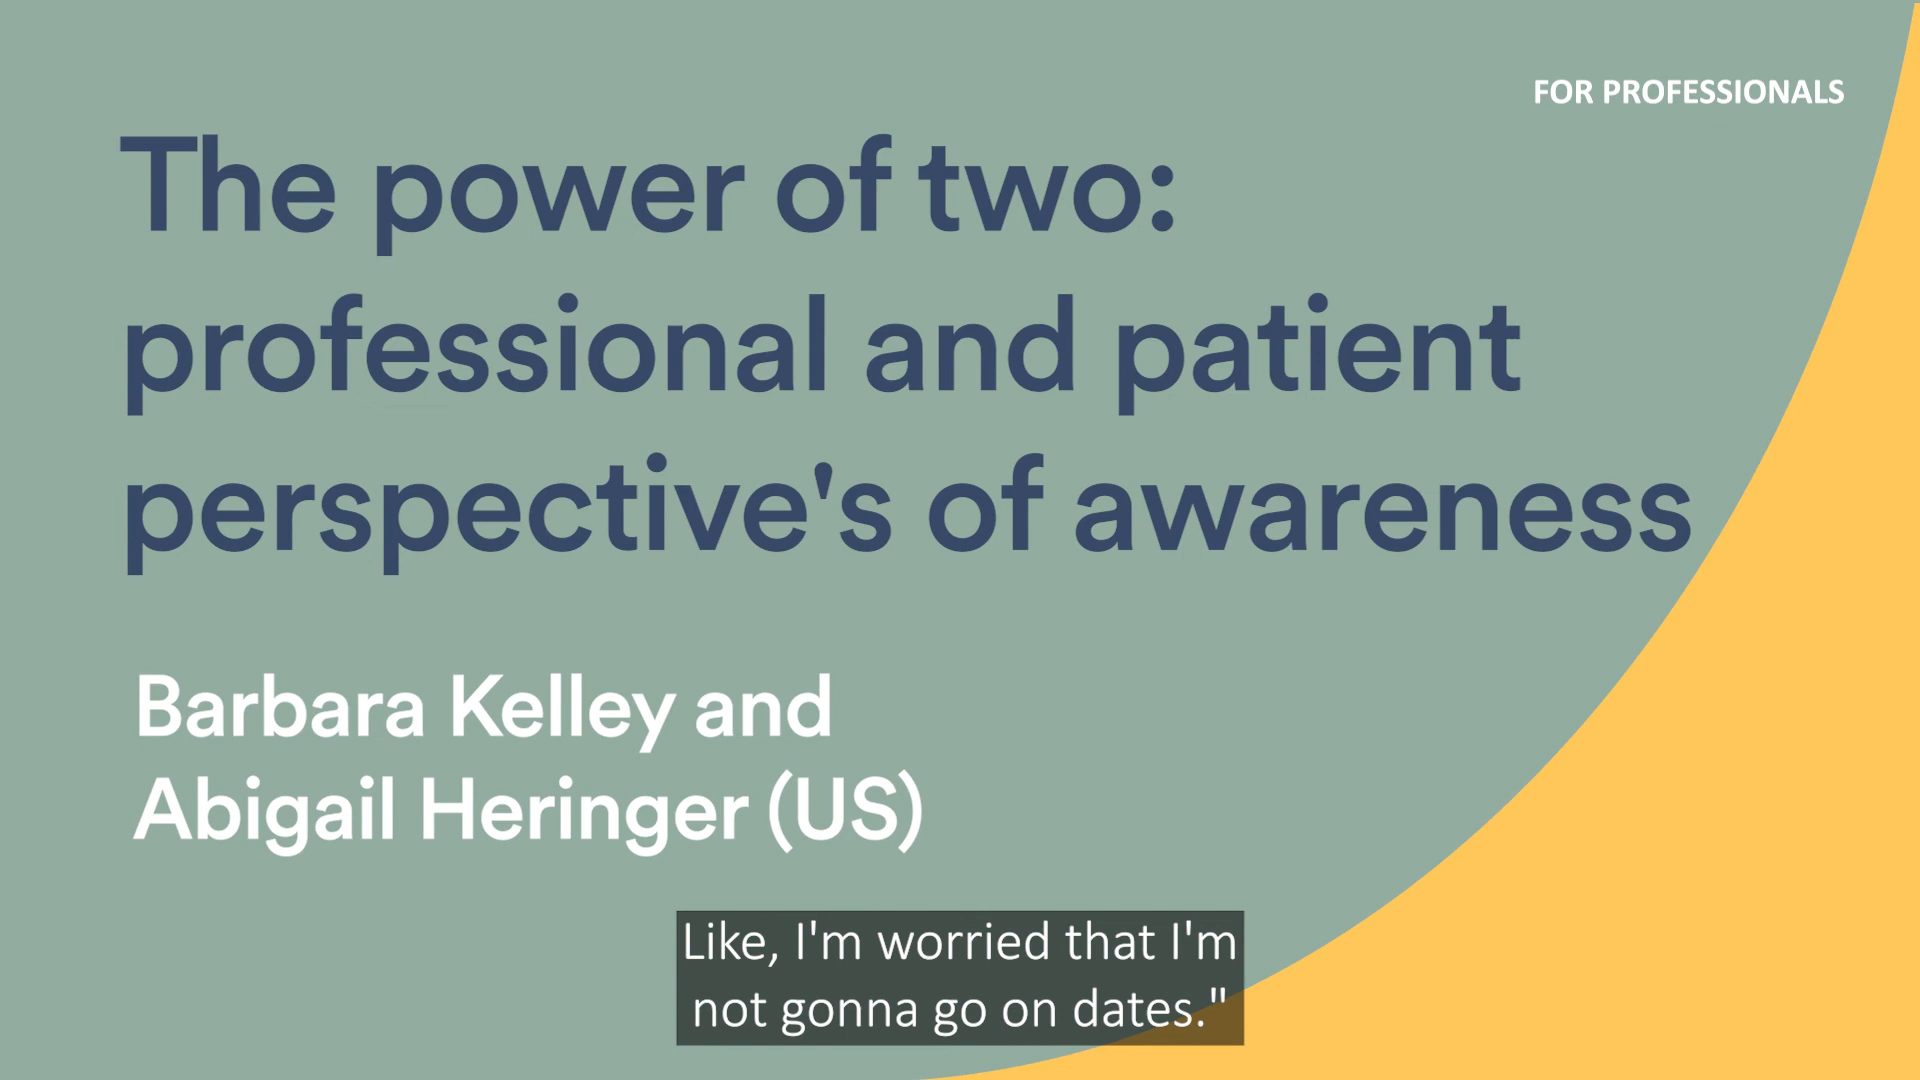 FOR PROFESSIONALS
The power of two:
professional and patient
perspective's of awareness
Barbara Kelley and
Abigail Heringer (US)
Like, I'm worried that I'm
not gonna go on dates."